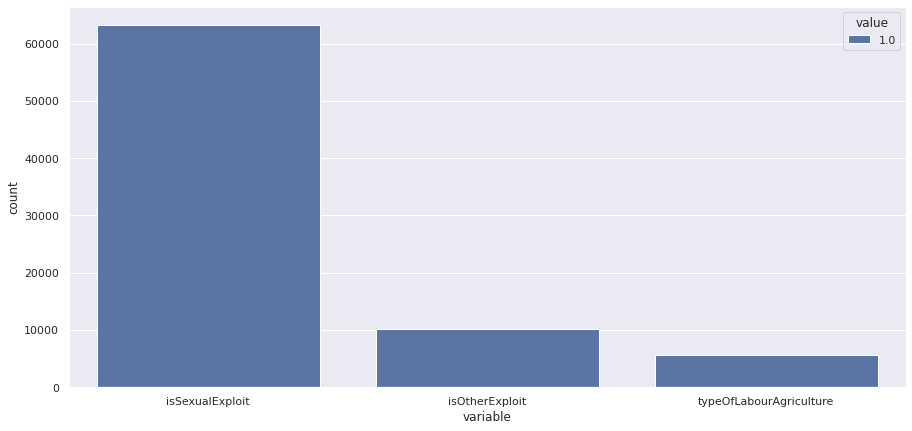 value
1.0
60000
50000
40000
30000
20000
10000
0
count
isSexualExploit
isOtherExploit
typeOfLabourAgriculture
variable